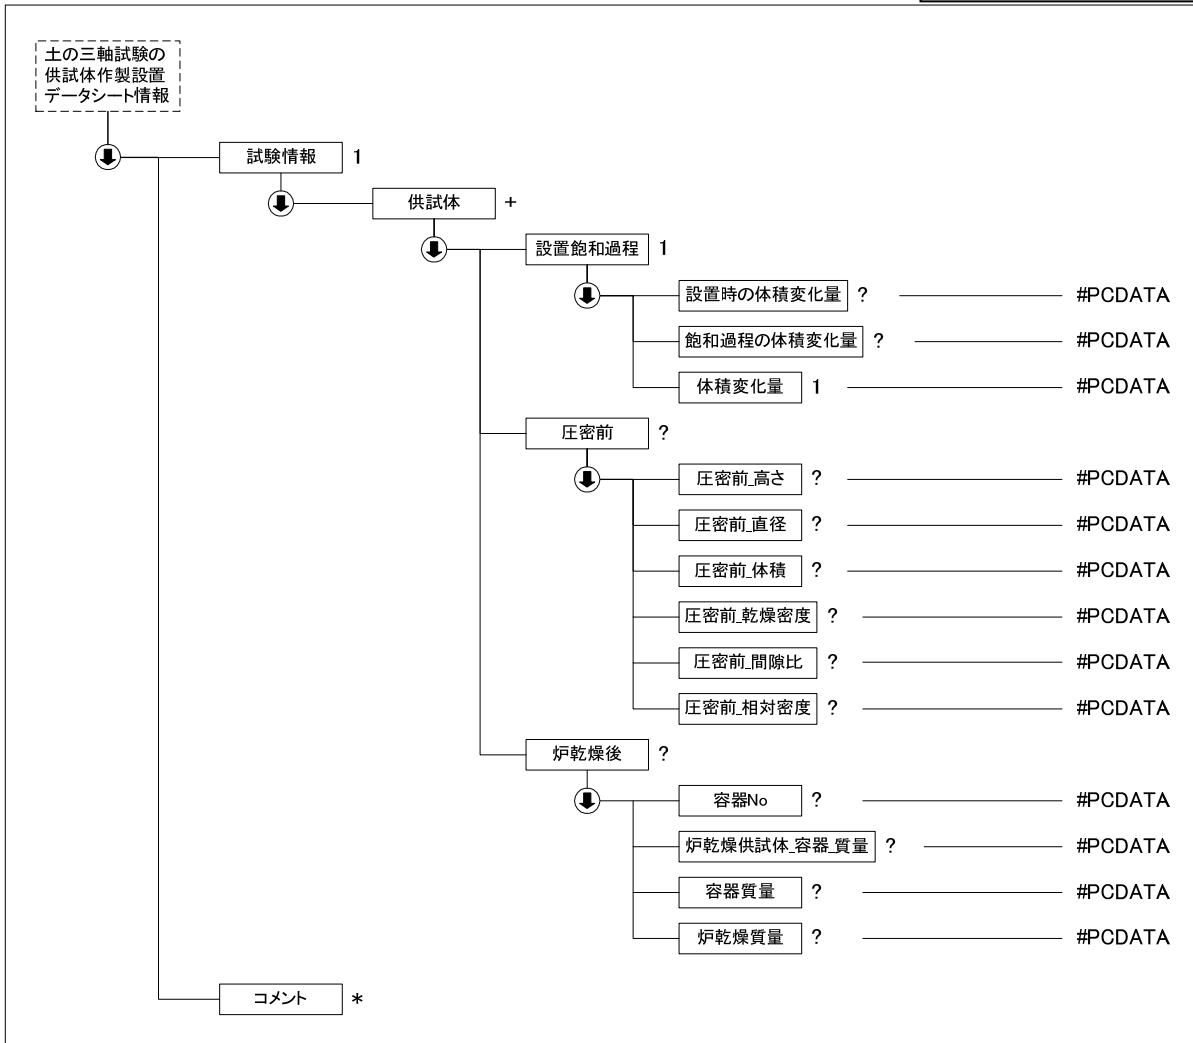 土の三軸試験の
供試体作製設置
データシート情報
試験情報 1
供試体 +
設置飽和過程 1
設置時の体積変化量 ? #PCDATA
飽和過程の体積変化量 ? #PCDATA
体積変化量 1 #PCDATA
圧密前 ?
圧密前_高さ ? #PCDATA
圧密前_直径 ? #PCDATA
圧密前_体積 ? #PCDATA
圧密前_乾燥密度 ? #PCDATA
圧密前_間隙比 ? #PCDATA
圧密前_相対密度 ? #PCDATA
炉乾燥後 ?
容器No ? #PCDATA
炉乾燥供試体_容器_質量 ? #PCDATA
容器質量 ? #PCDATA
炉乾燥質量 ? #PCDATA
コメント *